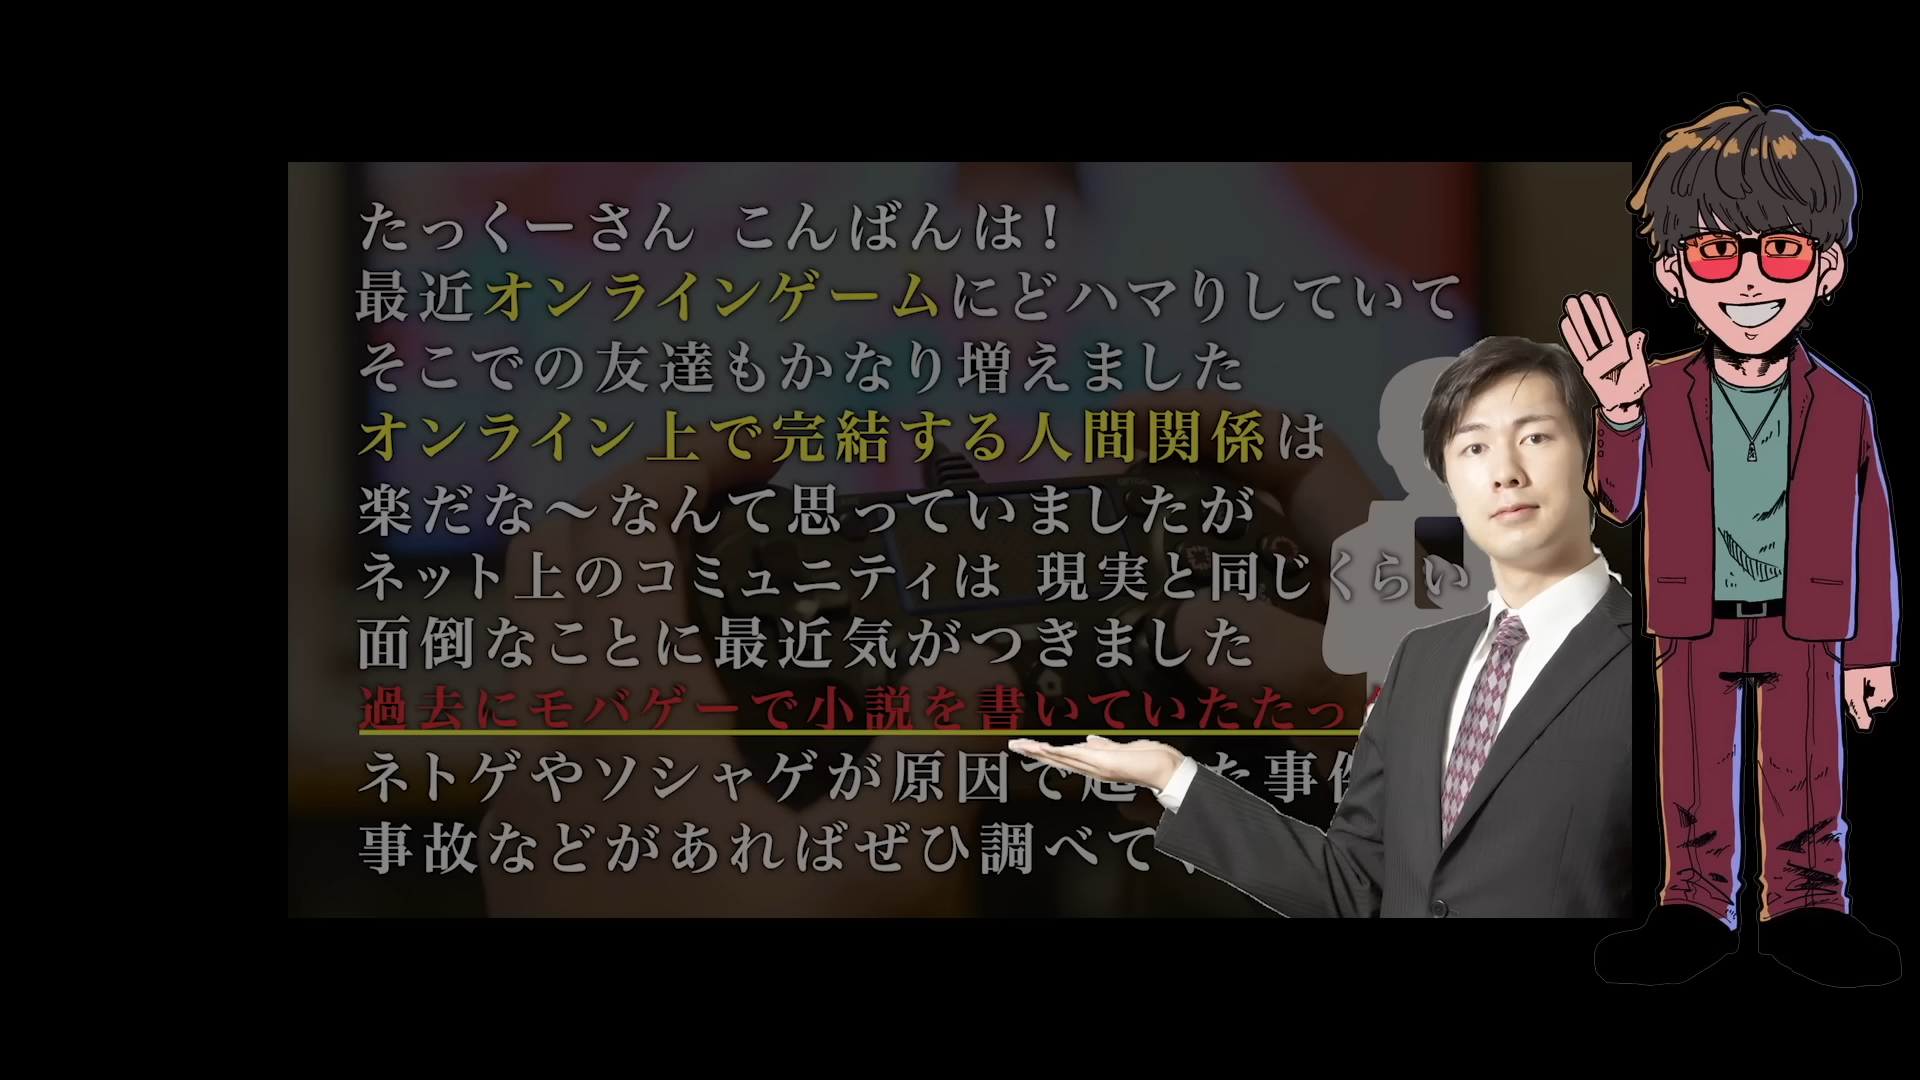 たっくーさん こんばんは！
最近オンラインゲームにどハマりしていて
そこでの友達もかなり増えました
オンライン上で完結する人間関係は
楽だな～なんて思っていましたが
ネット上のコミュニティは 現実と同じくらい
面倒なことに最近気がつきました
過去にモバゲーで小説を書いていたたっ
ネトゲやソシャゲが原因で た事
事故などがあればぜひ調べて